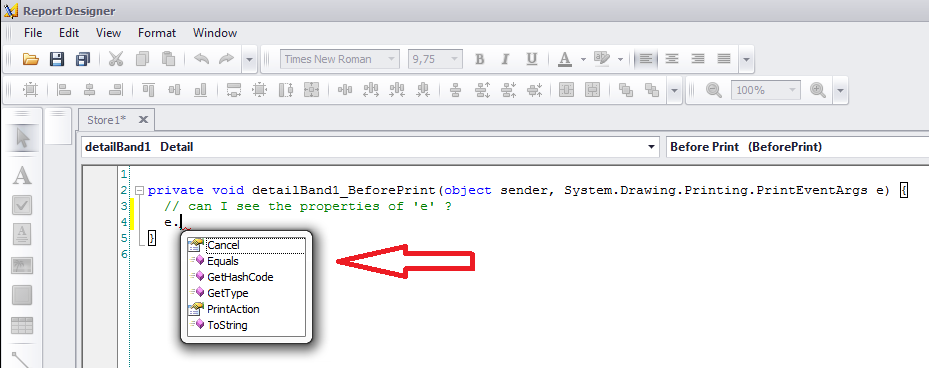 Report Designer
File Edit View Format Window
Times New Roman 9,75 B I U A
100%
Store1*
detailBand1 Detail Before Print (BeforePrint)
1
2 private void detailBand1_BeforePrint(object sender, System.Drawing.Printing.PrintEventArgs e) {
3 // can I see the properties of 'e' ?
4 e.
5 }
6
Cancel
Equals
GetHashCode
GetType
PrintAction
ToString
A